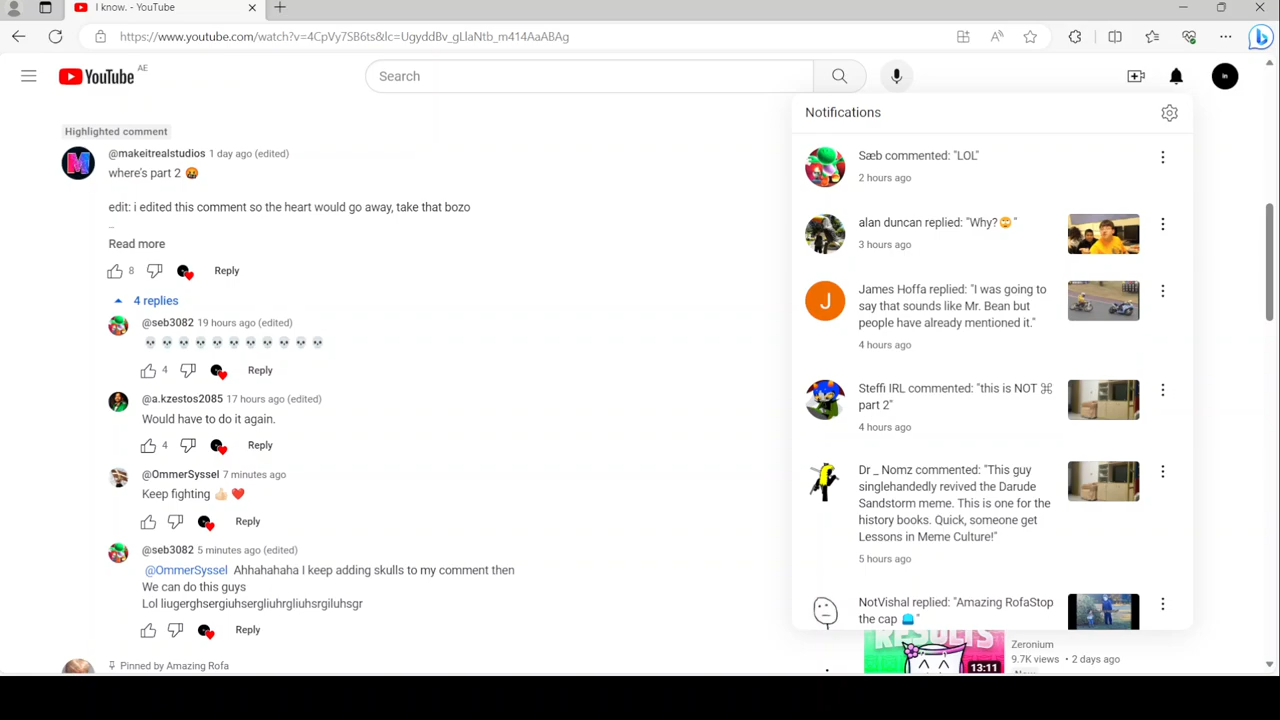 I know. - YouTube
https://www.youtube.com/watch?v=4CpVy7SB6ts&lc=UgyddBv_gLlaNtb_m414AaABAg
YouTube AE
Search
Highlighted comment
@makeitrealstudios 1 day ago (edited)
where's part 2 🤬
edit: i edited this comment so the heart would go away, take that bozo
..
Read more
8 Reply
4 replies
@seb3082 19 hours ago (edited)
💀 💀 💀 💀 💀 💀 💀 💀 💀 💀 💀
4 Reply
@a.kzestos2085 17 hours ago (edited)
Would have to do it again.
4 Reply
@OmmerSyssel 7 minutes ago
Keep fighting 👍🏻 ❤️
Reply
@seb3082 5 minutes ago (edited)
@OmmerSyssel Ahhahahaha I keep adding skulls to my comment then
We can do this guys
Lol liugerghsergiuhsergliuhrgliuhsrgiluhsgr
Reply
Pinned by Amazing Rofa
Notifications
Sæb commented: "LOL"
2 hours ago
alan duncan replied: "Why?🙄"
3 hours ago
J
James Hoffa replied: "I was going to
say that sounds like Mr. Bean but
people have already mentioned it."
4 hours ago
Steffi IRL commented: "this is NOT ⌘
part 2"
4 hours ago
Dr _ Nomz commented: "This guy
singlehandedly revived the Darude
Sandstorm meme. This is one for the
history books. Quick, someone get
Lessons in Meme Culture!"
5 hours ago
NotVishal replied: "Amazing RofaStop
the cap 🧢"
RESULTS
13:11
Zeronium
9.7K views • 2 days ago